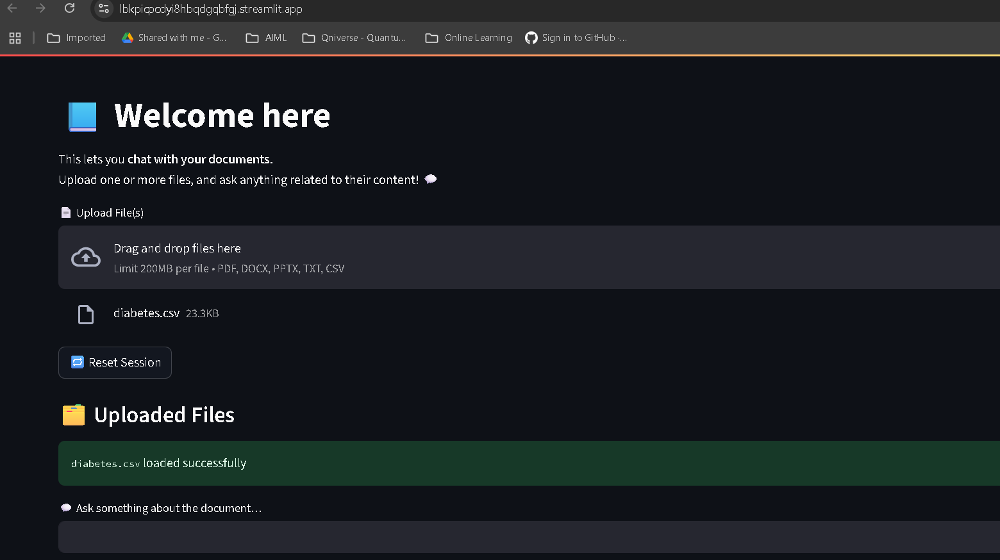 lbkpiqpcdyi8hbqdgqbfgj.streamlit.app
Imported Shared with me - G... AIML Qniverse - Quantu... Online Learning Sign in to GitHub ·...
Welcome here
This lets you chat with your documents.
Upload one or more files, and ask anything related to their content!
Upload File(s)
Drag and drop files here
Limit 200MB per file • PDF, DOCX, PPTX, TXT, CSV
diabetes.csv 23.3KB
Reset Session
Uploaded Files
diabetes.csv loaded successfully
Ask something about the document...